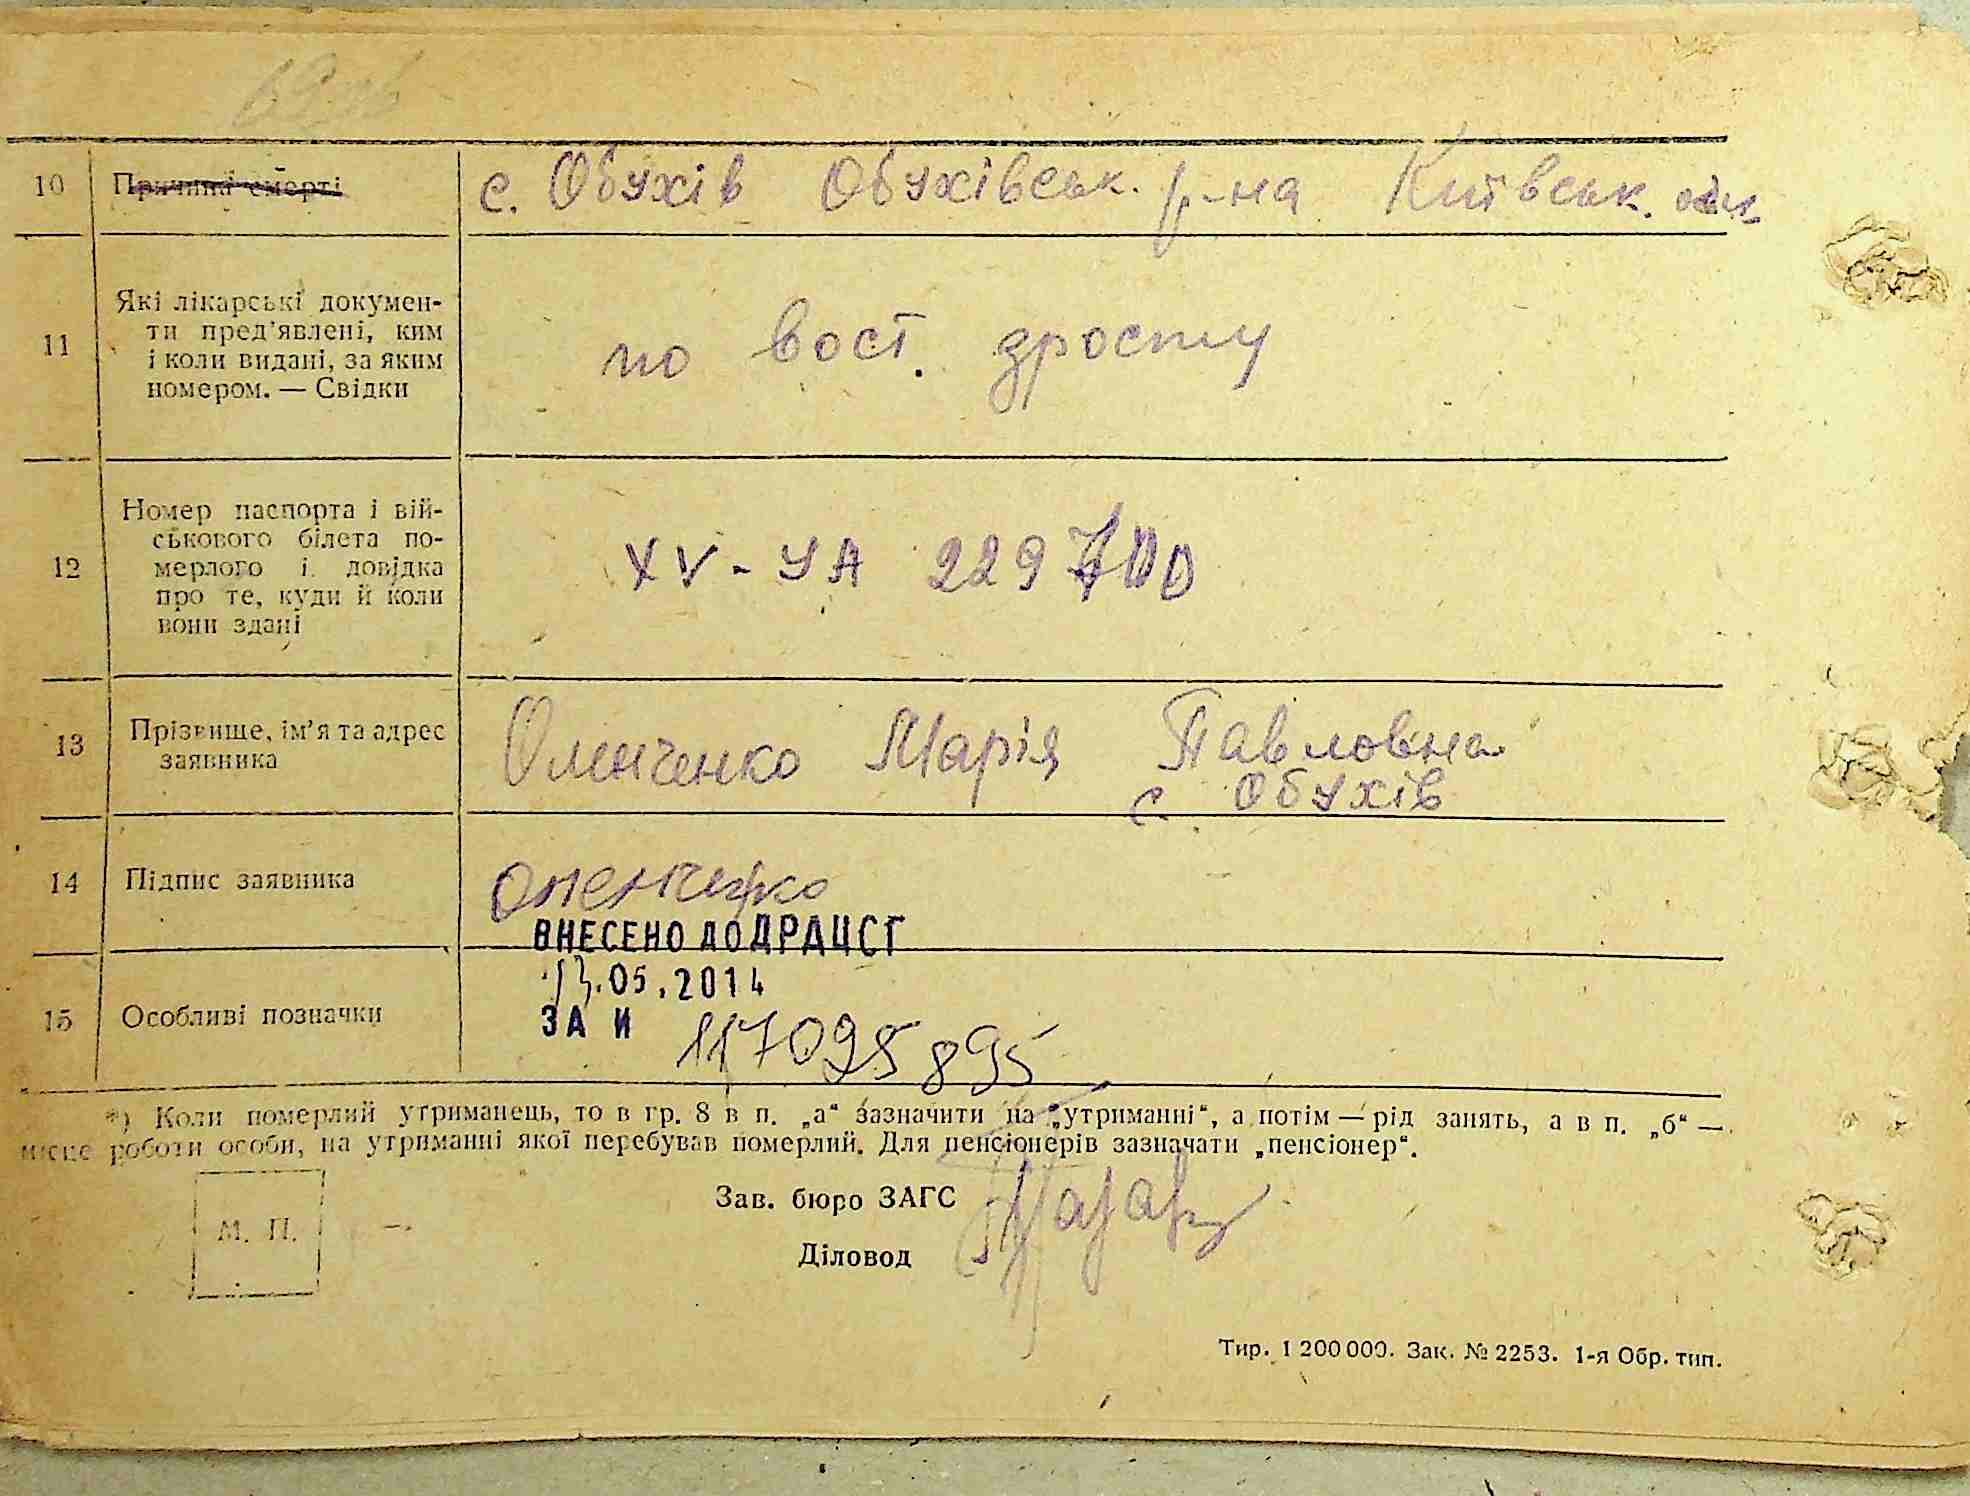 10 Причини смерті с. Обухів Обухівськ. р-на Київськ. обл.
11 Які лікарські докумен-
ти пред'явлені, ким
і коли видані, за яким
номером. — Свідки
по вост.
12 Номер паспорта і вій-
ськового білета по-
мерлого і довідка
про те, куди й коли
вони здані
XV-УА 229700
13 Прізвище, ім'я та адрес
заявника
Оленченко Марія Павловна
с. Обухів
14 Підпис заявника
ВНЕСЕНО ДО ДРАЦСГ
13.05.2014
15 Особливі позначки
ЗА И 117095895
*) Коли померлий утриманець, то в гр. 8 в п. „а“ зазначити на „утриманні“, а потім — рід занять, а в п. „б“ —
місце роботи особи, на утриманні якої перебував померлий. Для пенсіонерів зазначати „пенсіонер“.
М. П.
Зав. бюро ЗАГС
Діловод
Тир. 1 200 000. Зак. № 2253. 1-я Обр. тип.